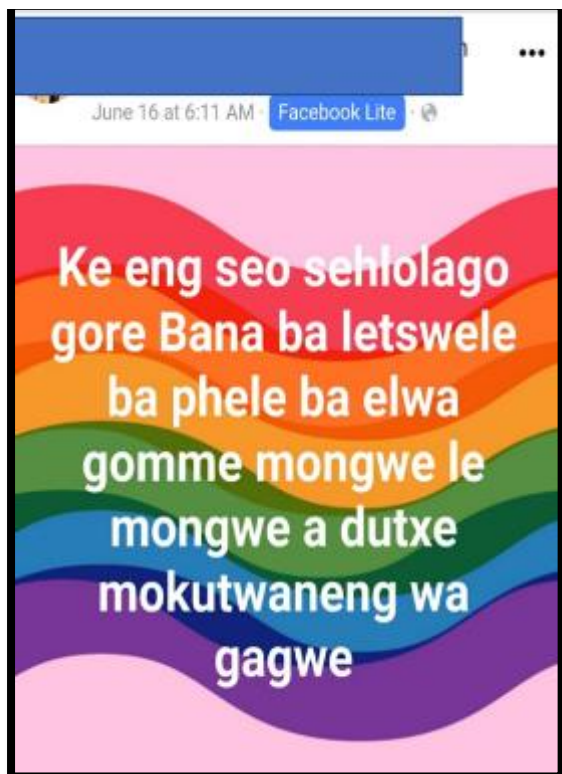 June 16 at 6:11 AM · Facebook Lite ·
Ke eng seo sehlolago
gore Bana ba letswele
ba phele ba elwa
gomme mongwe le
mongwe a dutxe
mokutwaneng wa
gagwe